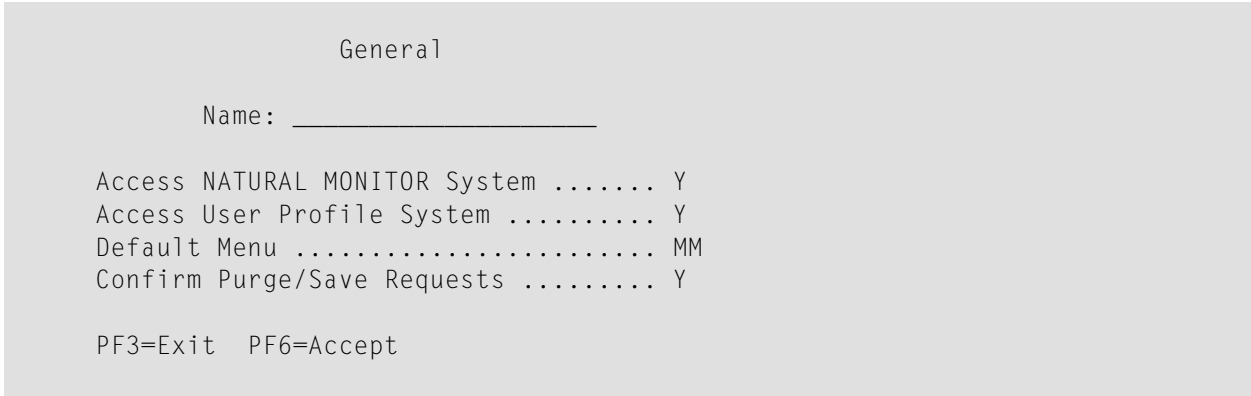 General
Name: ____________________
Access NATURAL MONITOR System ....... Y
Access User Profile System .......... Y
Default Menu ........................ MM
Confirm Purge/Save Requests ......... Y
PF3=Exit PF6=Accept